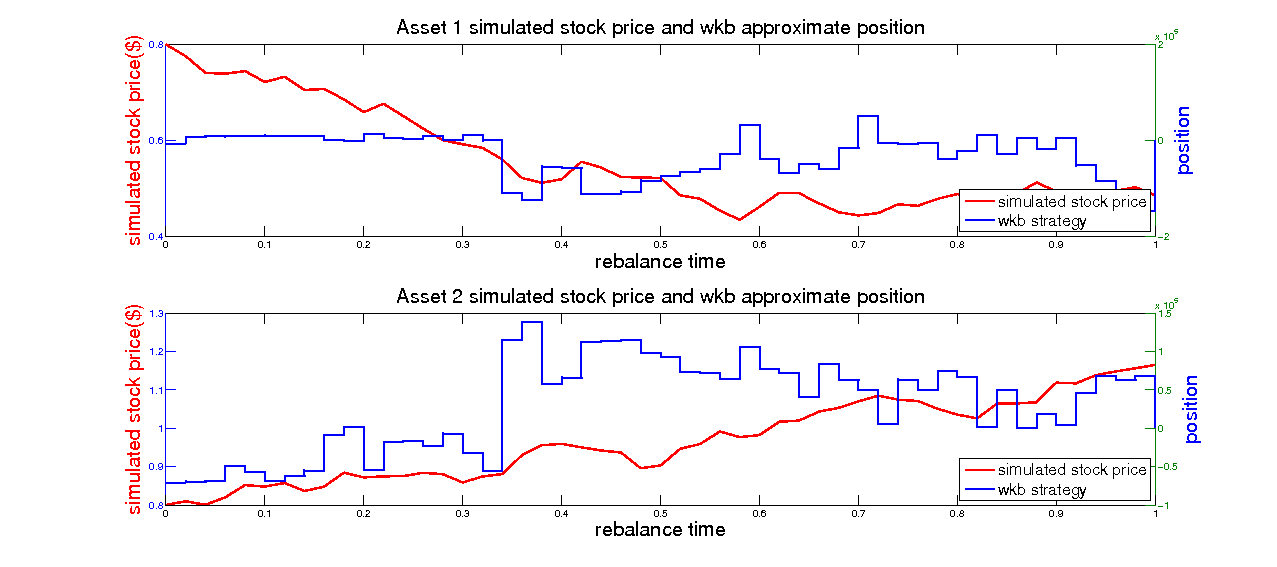 Asset 1 simulated stock price and wkb approximate position
x 10
0.8
2
0.6
0
0.4
-2
simulated stock price($)
position
simulated stock price
wkb strategy
0 0.1 0.2 0.3 0.4 0.5 0.6 0.7 0.8 0.9 1
rebalance time
Asset 2 simulated stock price and wkb approximate position
x 10
1.3
1.5
1.2
1
1.1
0.5
1
0
0.9
-0.5
0.8
-1
simulated stock price($)
position
simulated stock price
wkb strategy
0 0.1 0.2 0.3 0.4 0.5 0.6 0.7 0.8 0.9 1
rebalance time